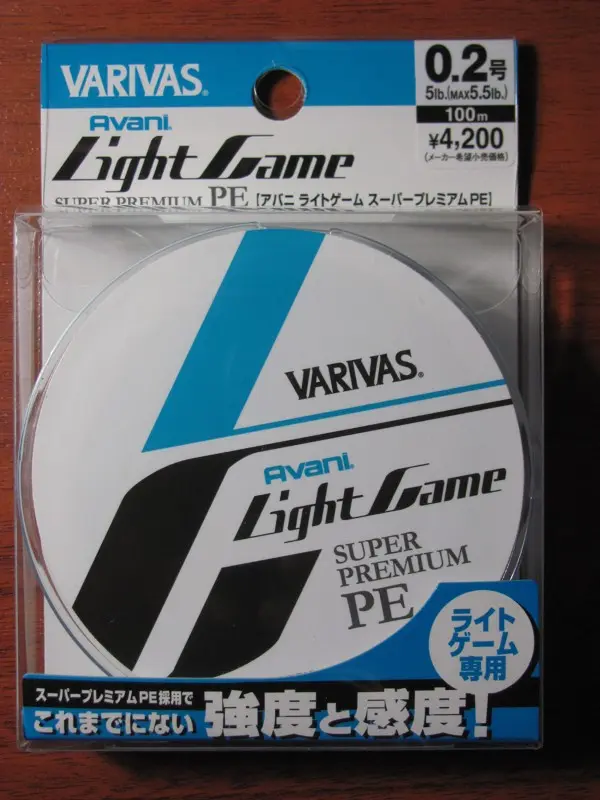 VARIVAS®
0.2号
5lb.(MAX5.5lb.)
100m
¥4,200
(メーカー希望小売価格)
Avani
Light Game
SUPER PREMIUM PE [アバニ ライトゲーム スーパープレミアムPE]
VARIVAS®
Avani
Light Game
SUPER
PREMIUM
PE
ライト
ゲーム
専用
スーパープレミアムPE採用で
これまでにない 強度と感度!